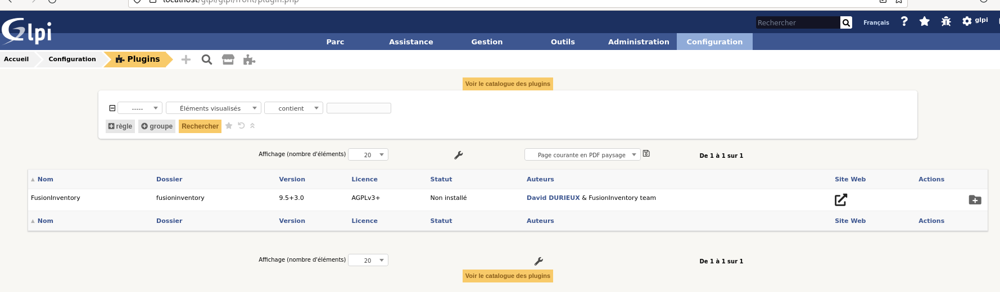 localhost/glpi/glpi/front/plugin.php
Glpi
Rechercher
Français
glpi
Parc
Assistance
Gestion
Outils
Administration
Configuration
Accueil
Configuration
Plugins
Voir le catalogue des plugins
-----
Éléments visualisés
contient
règle
groupe
Rechercher
Affichage (nombre d'éléments)
20
Page courante en PDF paysage
De 1 à 1 sur 1
Nom Dossier Version Licence Statut Auteurs Site Web Actions
FusionInventory fusioninventory 9.5+3.0 AGPLv3+ Non installé David DURIEUX & FusionInventory team
Nom Dossier Version Licence Statut Auteurs Site Web Actions
Affichage (nombre d'éléments)
20
De 1 à 1 sur 1
Voir le catalogue des plugins